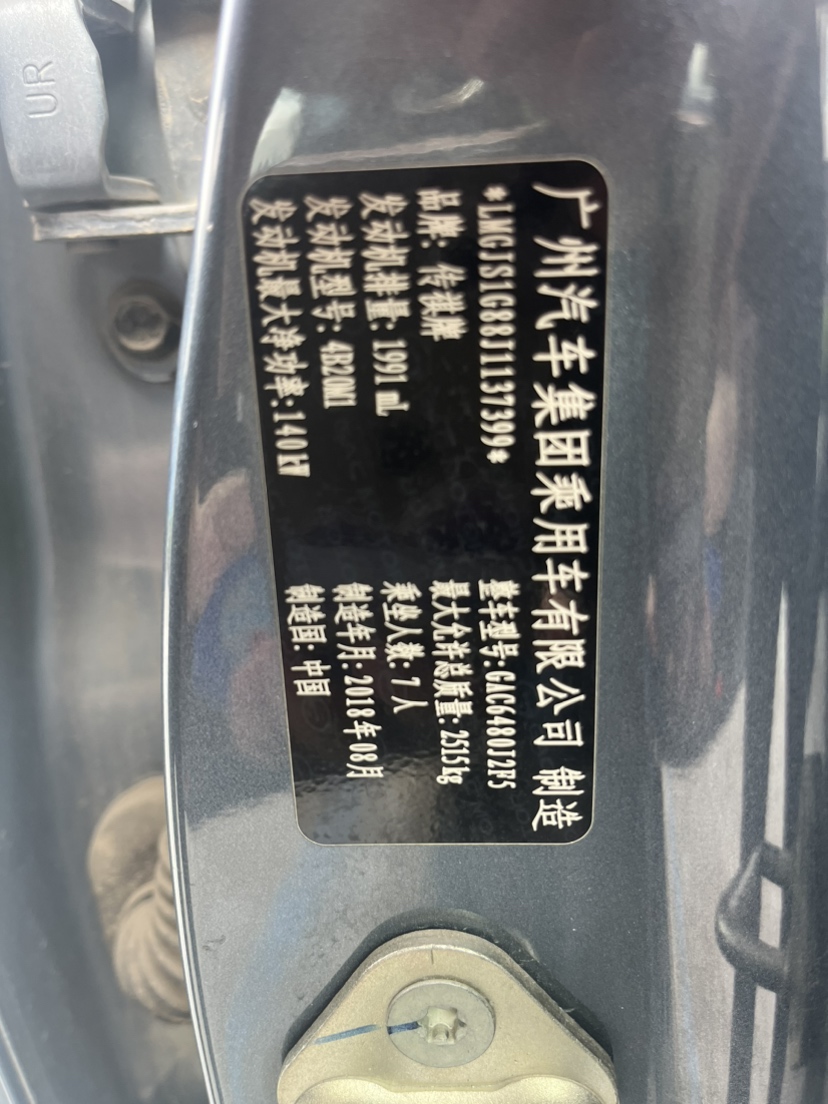 广州汽车集团乘用车有限公司 制造
*LMGJS1G88J1137399*
品牌: 传祺牌
发动机排量: 1991 mL
发动机型号: 4B20M1
发动机最大净功率:140kW
整车型号:GAC6480J2F5
最大允许总质量: 2515kg
乘坐人数: 7人
制造年月: 2018年08月
制造国: 中国
UR